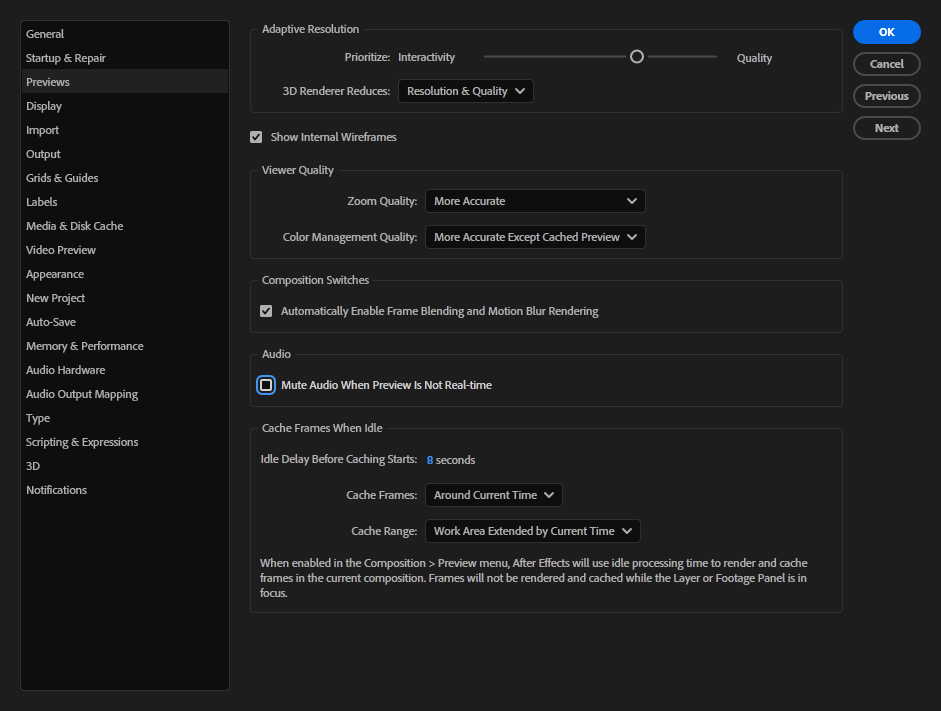 General
Startup & Repair
Previews
Display
Import
Output
Grids & Guides
Labels
Media & Disk Cache
Video Preview
Appearance
New Project
Auto-Save
Memory & Performance
Audio Hardware
Audio Output Mapping
Type
Scripting & Expressions
3D
Notifications
Adaptive Resolution
Prioritize: Interactivity Quality
3D Renderer Reduces: Resolution & Quality
Show Internal Wireframes
Viewer Quality
Zoom Quality: More Accurate
Color Management Quality: More Accurate Except Cached Preview
Composition Switches
Automatically Enable Frame Blending and Motion Blur Rendering
Audio
Mute Audio When Preview Is Not Real-time
Cache Frames When Idle
Idle Delay Before Caching Starts: 8 seconds
Cache Frames: Around Current Time
Cache Range: Work Area Extended by Current Time
When enabled in the Composition > Preview menu, After Effects will use idle processing time to render and cache
frames in the current composition. Frames will not be rendered and cached while the Layer or Footage Panel is in
focus.
OK
Cancel
Previous
Next